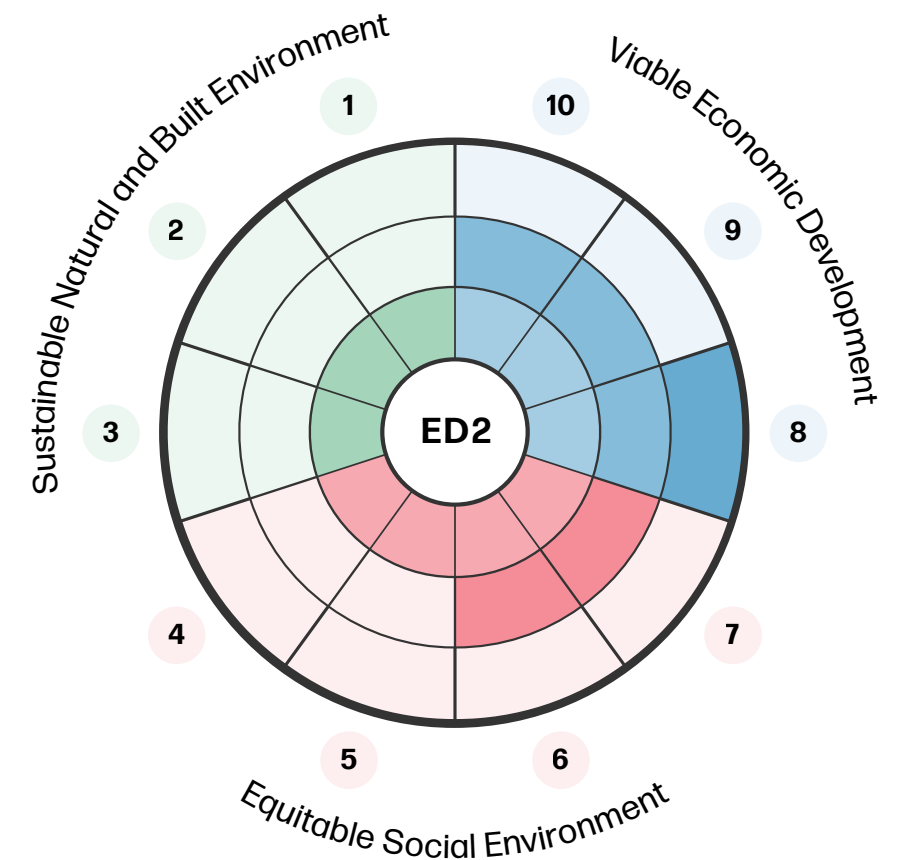 Sustainable Natural and Built Environment
Viable Economic Development
1
10
2
9
ED2
3
8
4
7
5
6
Equitable Social Environment